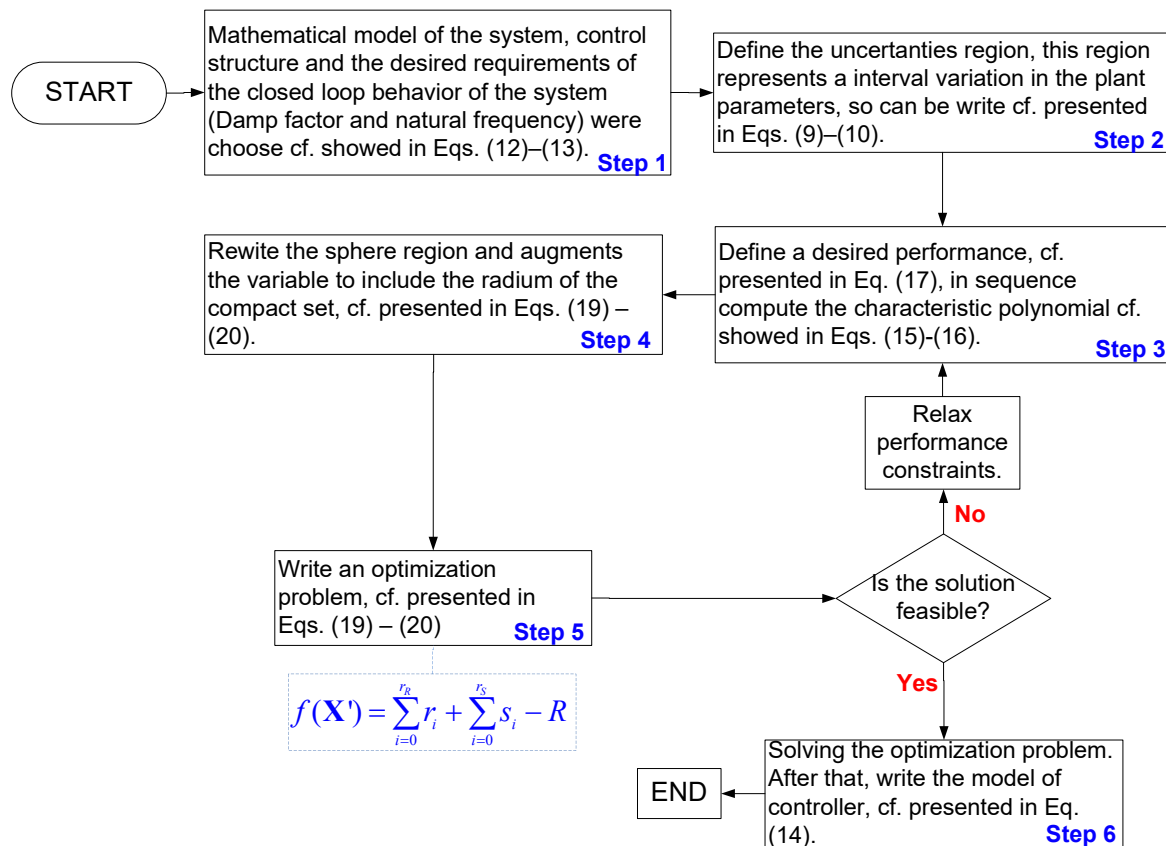 START
Mathematical model of the system, control
structure and the desired requirements of
the closed loop behavior of the system
(Damp factor and natural frequency) were
choose cf. showed in Eqs. (12)–(13).
Step 1
Define the uncertanties region, this region
represents a interval variation in the plant
parameters, so can be write cf. presented
in Eqs. (9)–(10).
Step 2
Define a desired performance, cf.
presented in Eq. (17), in sequence
compute the characteristic polynomial cf.
showed in Eqs. (15)-(16).
Step 3
Rewite the sphere region and augments
the variable to include the radium of the
compact set, cf. presented in Eqs. (19) –
(20).
Step 4
Write an optimization
problem, cf. presented in
Eqs. (19) – (20)
Step 5
f(X') = \sum_{i=0}^{r_R} r_i + \sum_{i=0}^{r_S} s_i − R
Relax
performance
constraints.
No
Is the solution
feasible?
Yes
Solving the optimization problem.
After that, write the model of
controller, cf. presented in Eq.
(14).
Step 6
END